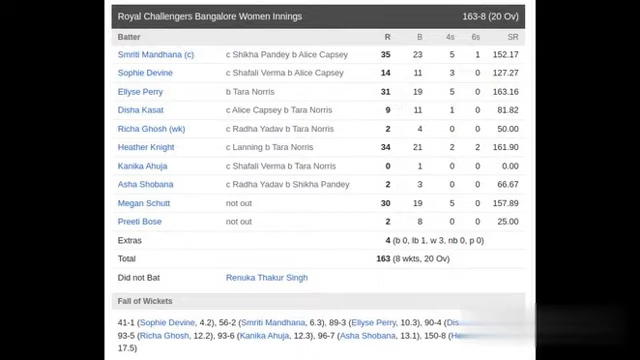 Royal Challengers Bangalore Women Innings 163-8 (20 Ov)
Batter R B 4s 6s SR
Smriti Mandhana (c) c Shikha Pandey b Alice Capsey 35 23 5 1 152.17
Sophie Devine c Shafali Verma b Alice Capsey 14 11 3 0 127.27
Ellyse Perry b Tara Norris 31 19 5 0 163.16
Disha Kasat c Alice Capsey b Tara Norris 9 11 1 0 81.82
Richa Ghosh (wk) c Radha Yadav b Tara Norris 2 4 0 0 50.00
Heather Knight c Lanning b Tara Norris 34 21 2 2 161.90
Kanika Ahuja c Shafali Verma b Tara Norris 0 1 0 0 0.00
Asha Shobana c Radha Yadav b Shikha Pandey 2 3 0 0 66.67
Megan Schutt not out 30 19 5 0 157.89
Preeti Bose not out 2 8 0 0 25.00
Extras 4 (b 0, lb 1, w 3, nb 0, p 0)
Total 163 (8 wkts, 20 Ov)
Did not Bat Renuka Thakur Singh
Fall of Wickets
41-1 (Sophie Devine, 4.2), 56-2 (Smriti Mandhana, 6.3), 89-3 (Ellyse Perry, 10.3), 90-4
93-5 (Richa Ghosh, 12.2), 93-6 (Kanika Ahuja, 12.3), 96-7 (Asha Shobana, 13.1), 150-8
17.5)